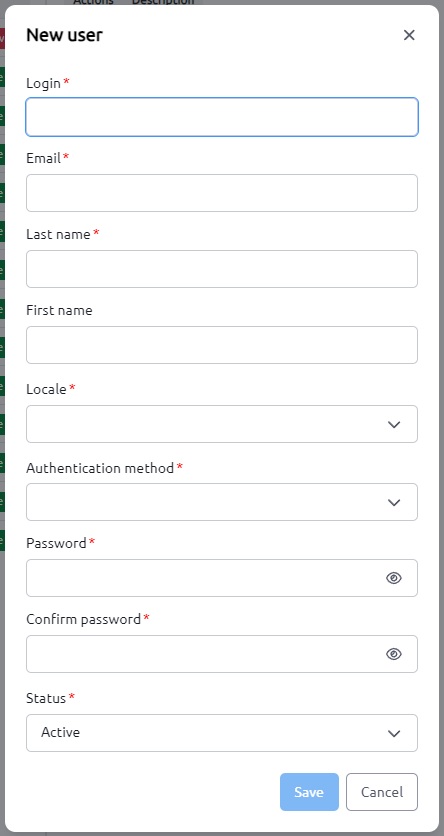 Actions Description
New user
Login *
Email *
Last name *
First name
Locale *
Authentication method *
Password *
Confirm password *
Status *
Active
Save Cancel